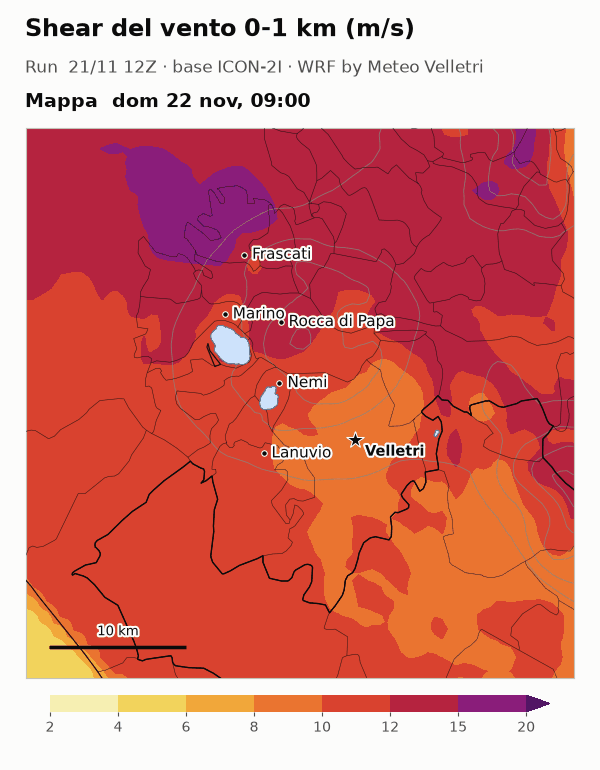 Shear del vento 0-1 km (m/s)
Run  21/11 12Z · base ICON-2I · WRF by Meteo Velletri
Mappa  dom 22 nov, 09:00
Frascati
Marino
Rocca di Papa
Nemi
Velletri
Lanuvio
10 km
2 4 6 8 10 12 15 20